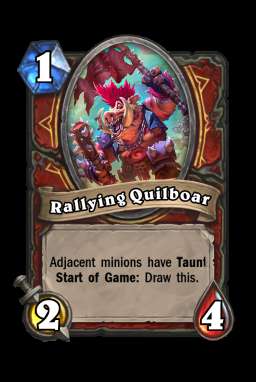 1
Rallying Quilboar
Adjacent minions have Taunt
Start of Game: Draw this.
2
4